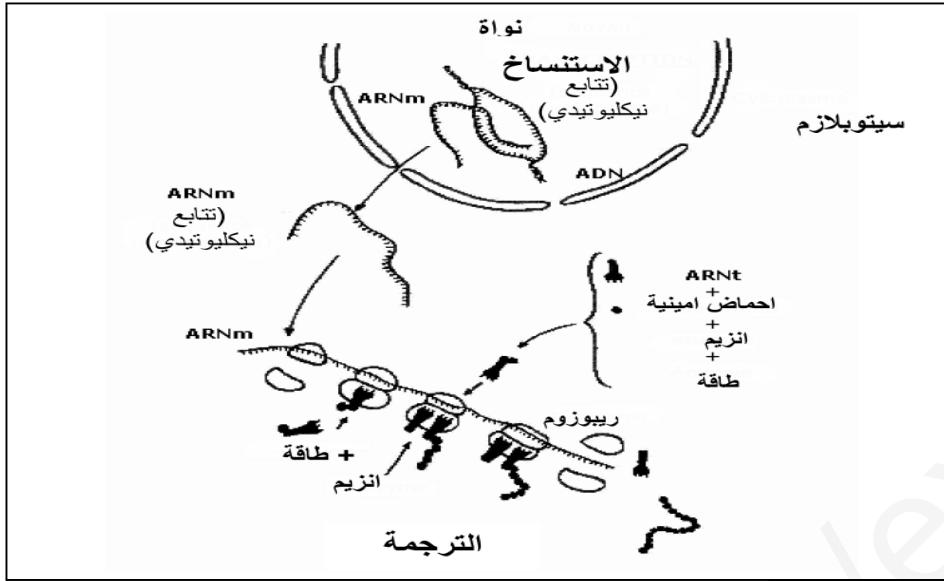 نواة
الاستنساخ
(تتابع
نيكليوتيدي)
ARNm
سيتوبلازم
ADN
ARNm
(تتابع
نيكليوتيدي)
ARNt
+
احماض امينية
+
انزيم
+
طاقة
ARNm
ريبوزوم
+ طاقة
انزيم
الترجمة